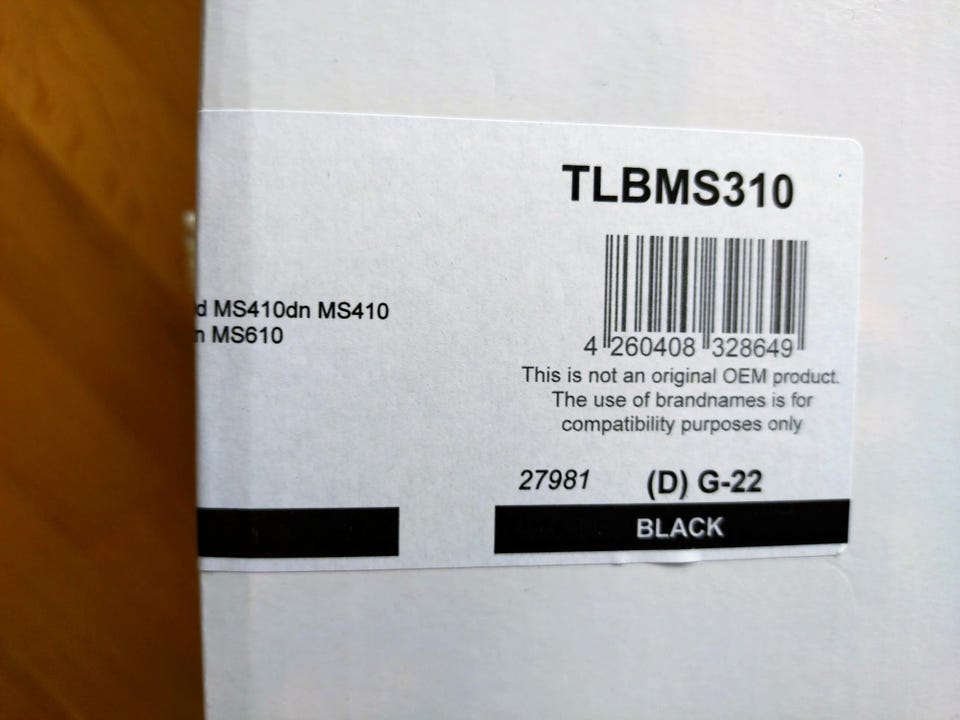 TLBMS310
d MS410dn MS410
n MS610
4 260408 328649
This is not an original OEM product.
The use of brandnames is for
compatibility purposes only
27981 (D) G-22
BLACK